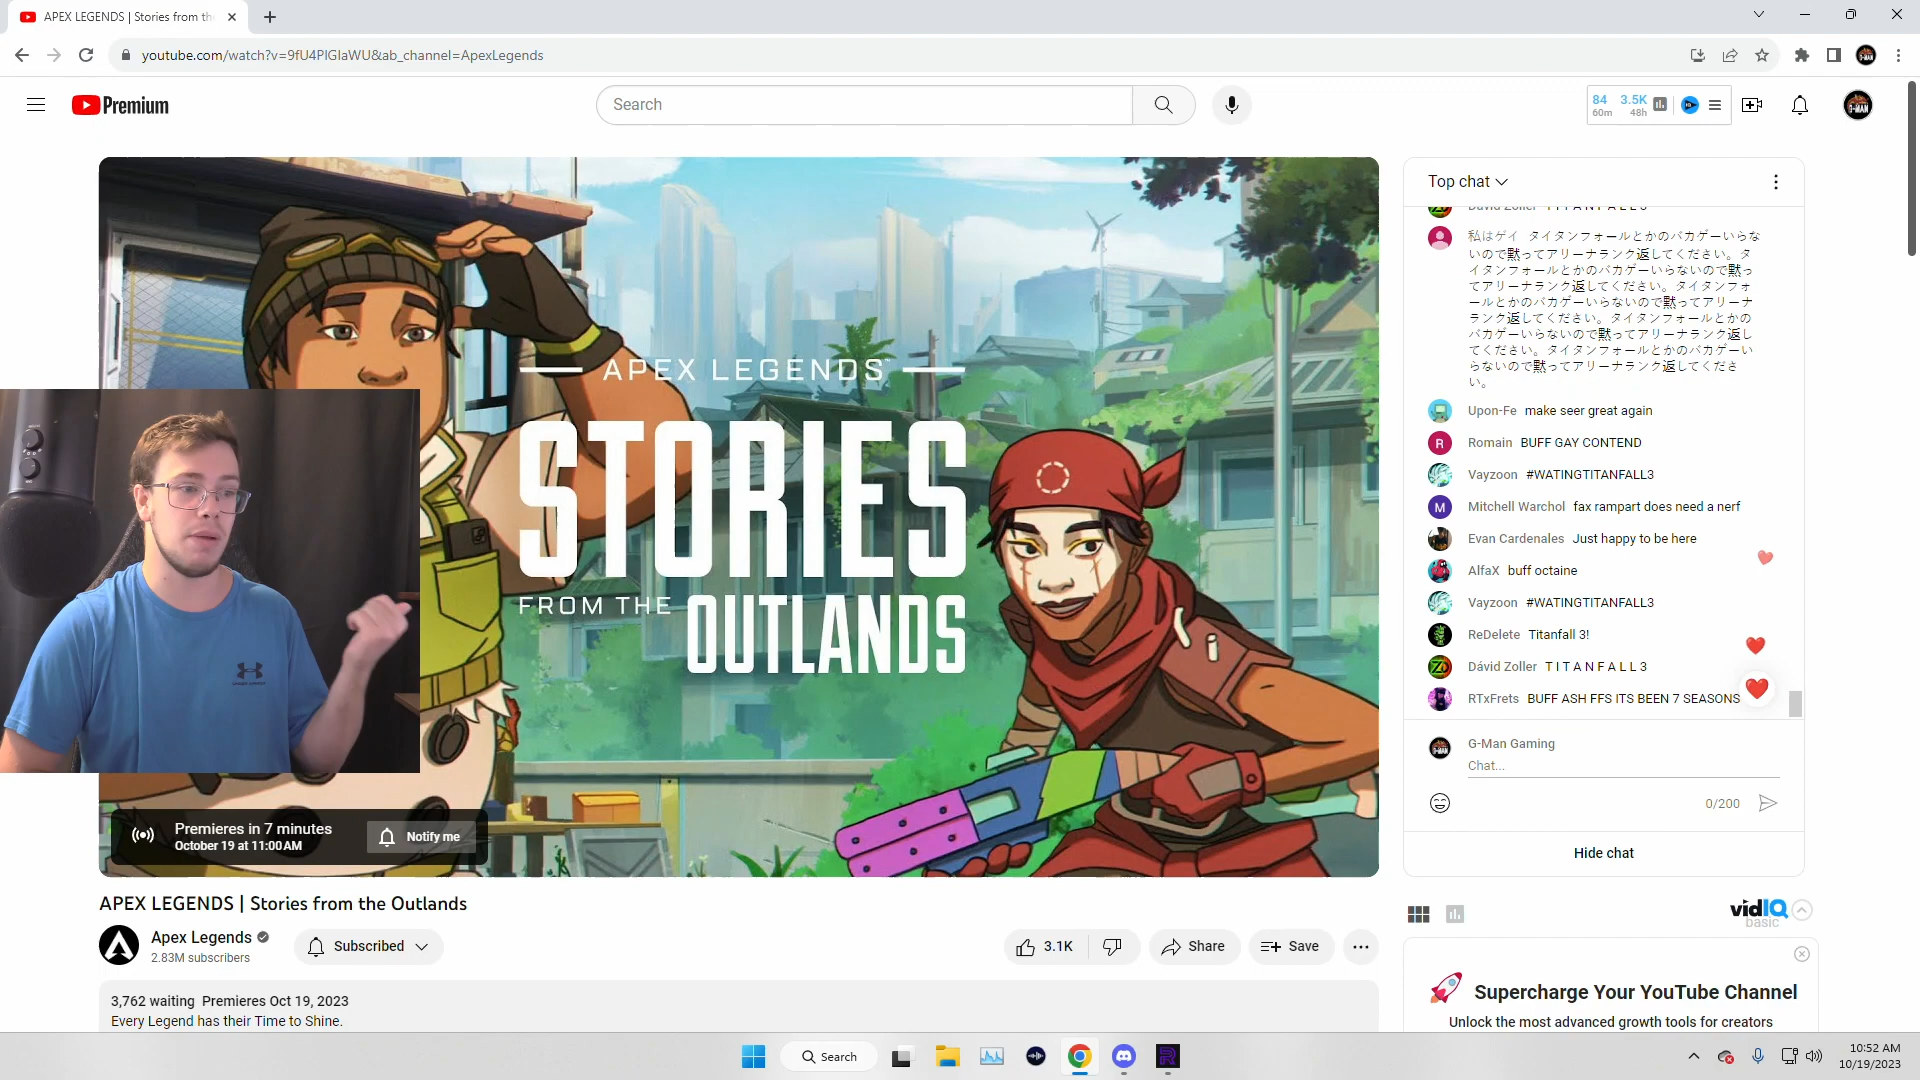 APEX LEGENDS | Stories from th
youtube.com/watch?v=9fU4PIGIaWU&ab_channel=ApexLegends
Premium
Search
84 3.5K
60m 48h
G-MAN
APEX LEGENDS™
STORIES
FROM THE OUTLANDS
UNDER ARMOUR
Premieres in 7 minutes
October 19 at 11:00AM
Notify me
Top chat
Dávid Zoller T I T A N F A L L 3
私はゲイ タイタンフォールとかのバカゲーいらな
いので黙ってアリーナランク返してください。タ
イタンフォールとかのバカゲーいらないので黙っ
てアリーナランク返してください。タイタンフォ
ールとかのバカゲーいらないので黙ってアリーナ
ランク返してください。タイタンフォールとかの
バカゲーいらないので黙ってアリーナランク返し
てください。タイタンフォールとかのバカゲーい
らないので黙ってアリーナランク返してくださ
い。
Upon-Fe make seer great again
R Romain BUFF GAY CONTEND
Vayzoon #WATINGTITANFALL3
M Mitchell Warchol fax rampart does need a nerf
Evan Cardenales Just happy to be here
AlfaX buff octaine
Vayzoon #WATINGTITANFALL3
ReDelete Titanfall 3!
Dávid Zoller T I T A N F A L L 3
RTxFrets BUFF ASH FFS ITS BEEN 7 SEASONS
G-Man Gaming
Chat...
0/200
Hide chat
APEX LEGENDS | Stories from the Outlands
Apex Legends
2.83M subscribers
Subscribed
3.1K
Share
Save
3,762 waiting Premieres Oct 19, 2023
Every Legend has their Time to Shine.
vidIQ
basic
Supercharge Your YouTube Channel
Unlock the most advanced growth tools for creators
Search
10:52 AM
10/19/2023